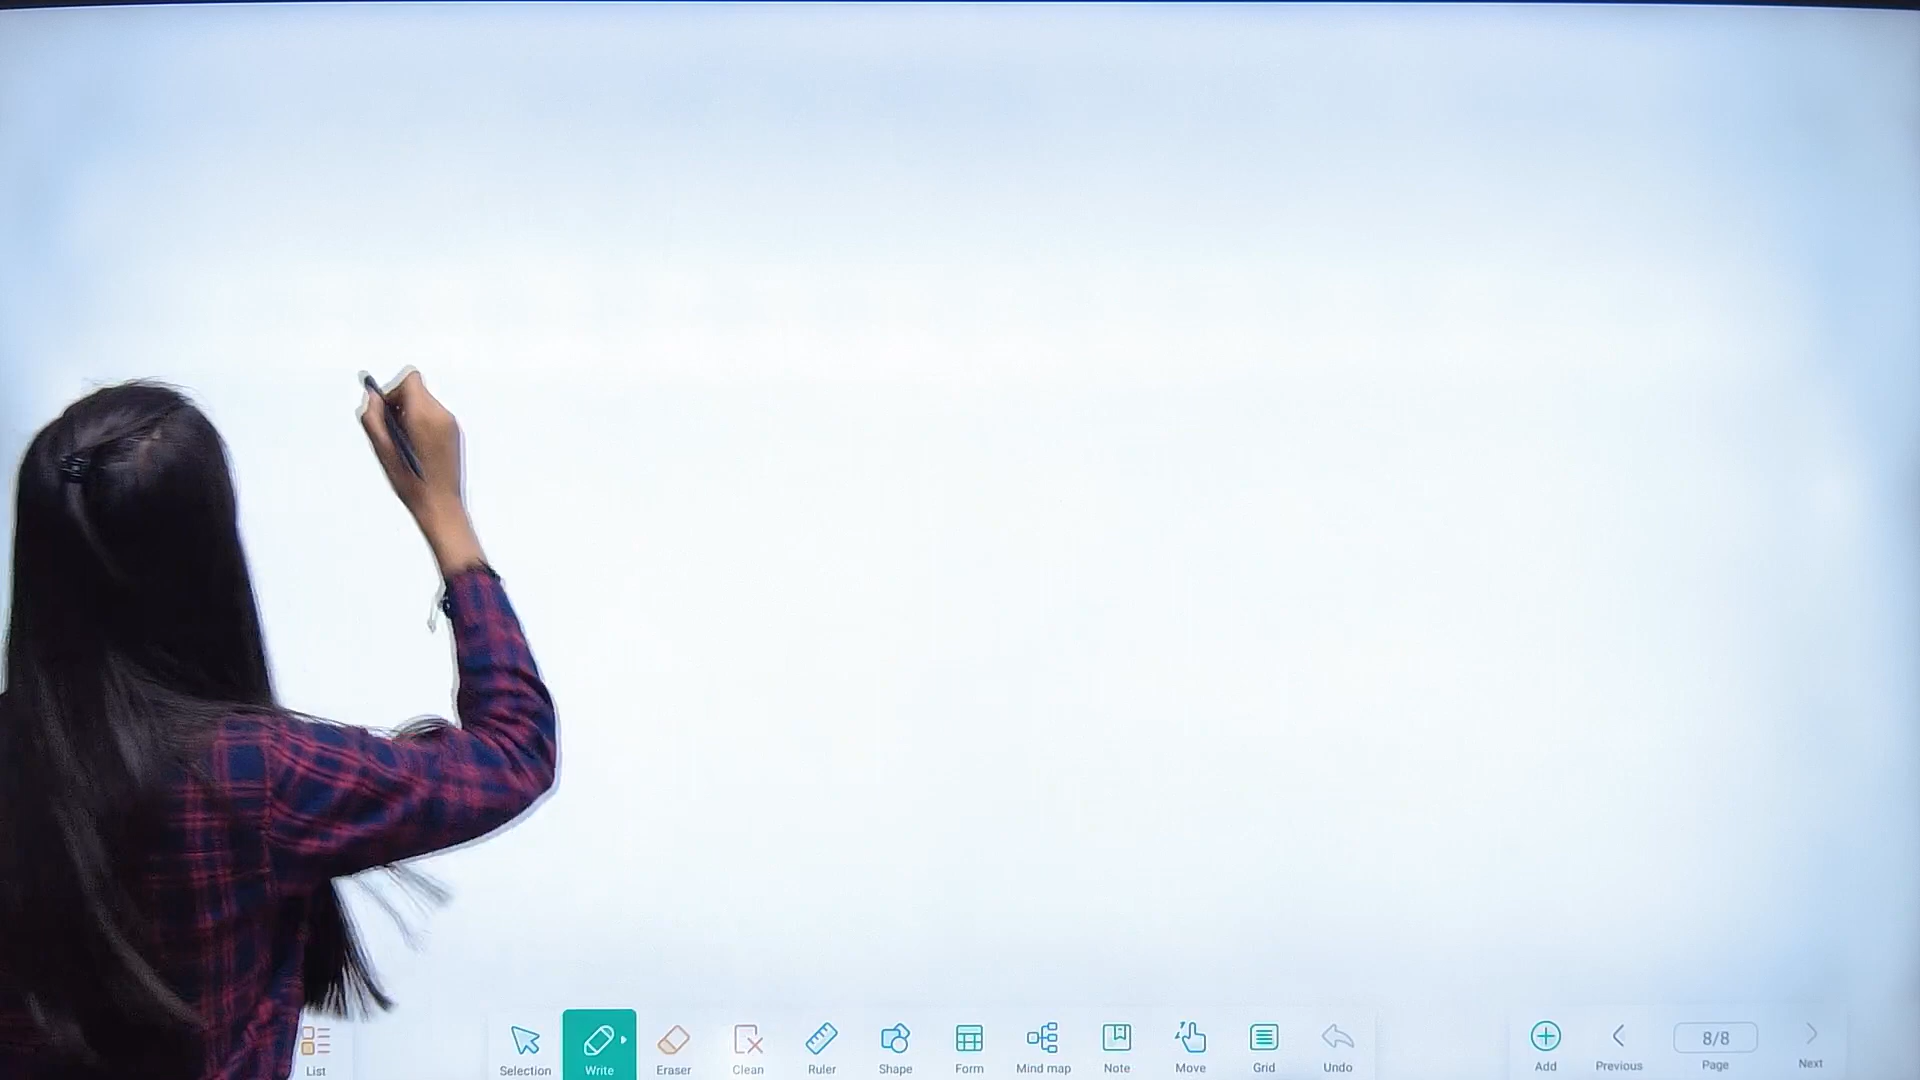 List
Selection
Write
Eraser
Clean
Ruler
Shape
Form
Mind map
Note
Move
Grid
Undo
Add
Previous
8/8
Page
Next